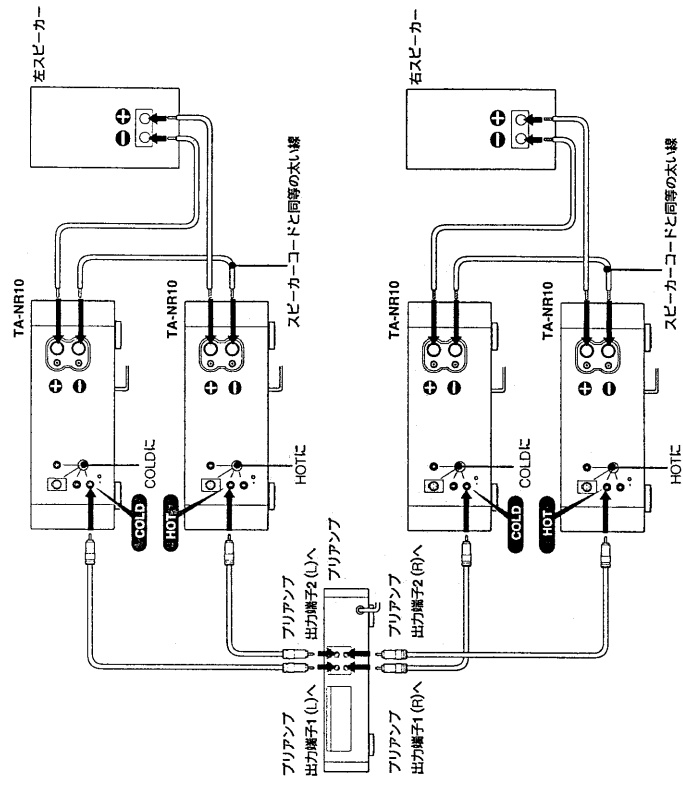 左スピーカー
TA-NR10
スピーカーコードと同等の太い線
TA-NR10
COLDに
COLD
HOT
HOTに
プリアンプ
出力端子1(L)へ
プリアンプ
出力端子2(L)へ
プリアンプ
プリアンプ
出力端子1(R)へ
プリアンプ
出力端子2(R)へ
右スピーカー
TA-NR10
スピーカーコードと同等の太い線
TA-NR10
COLDに
COLD
HOT
HOTに